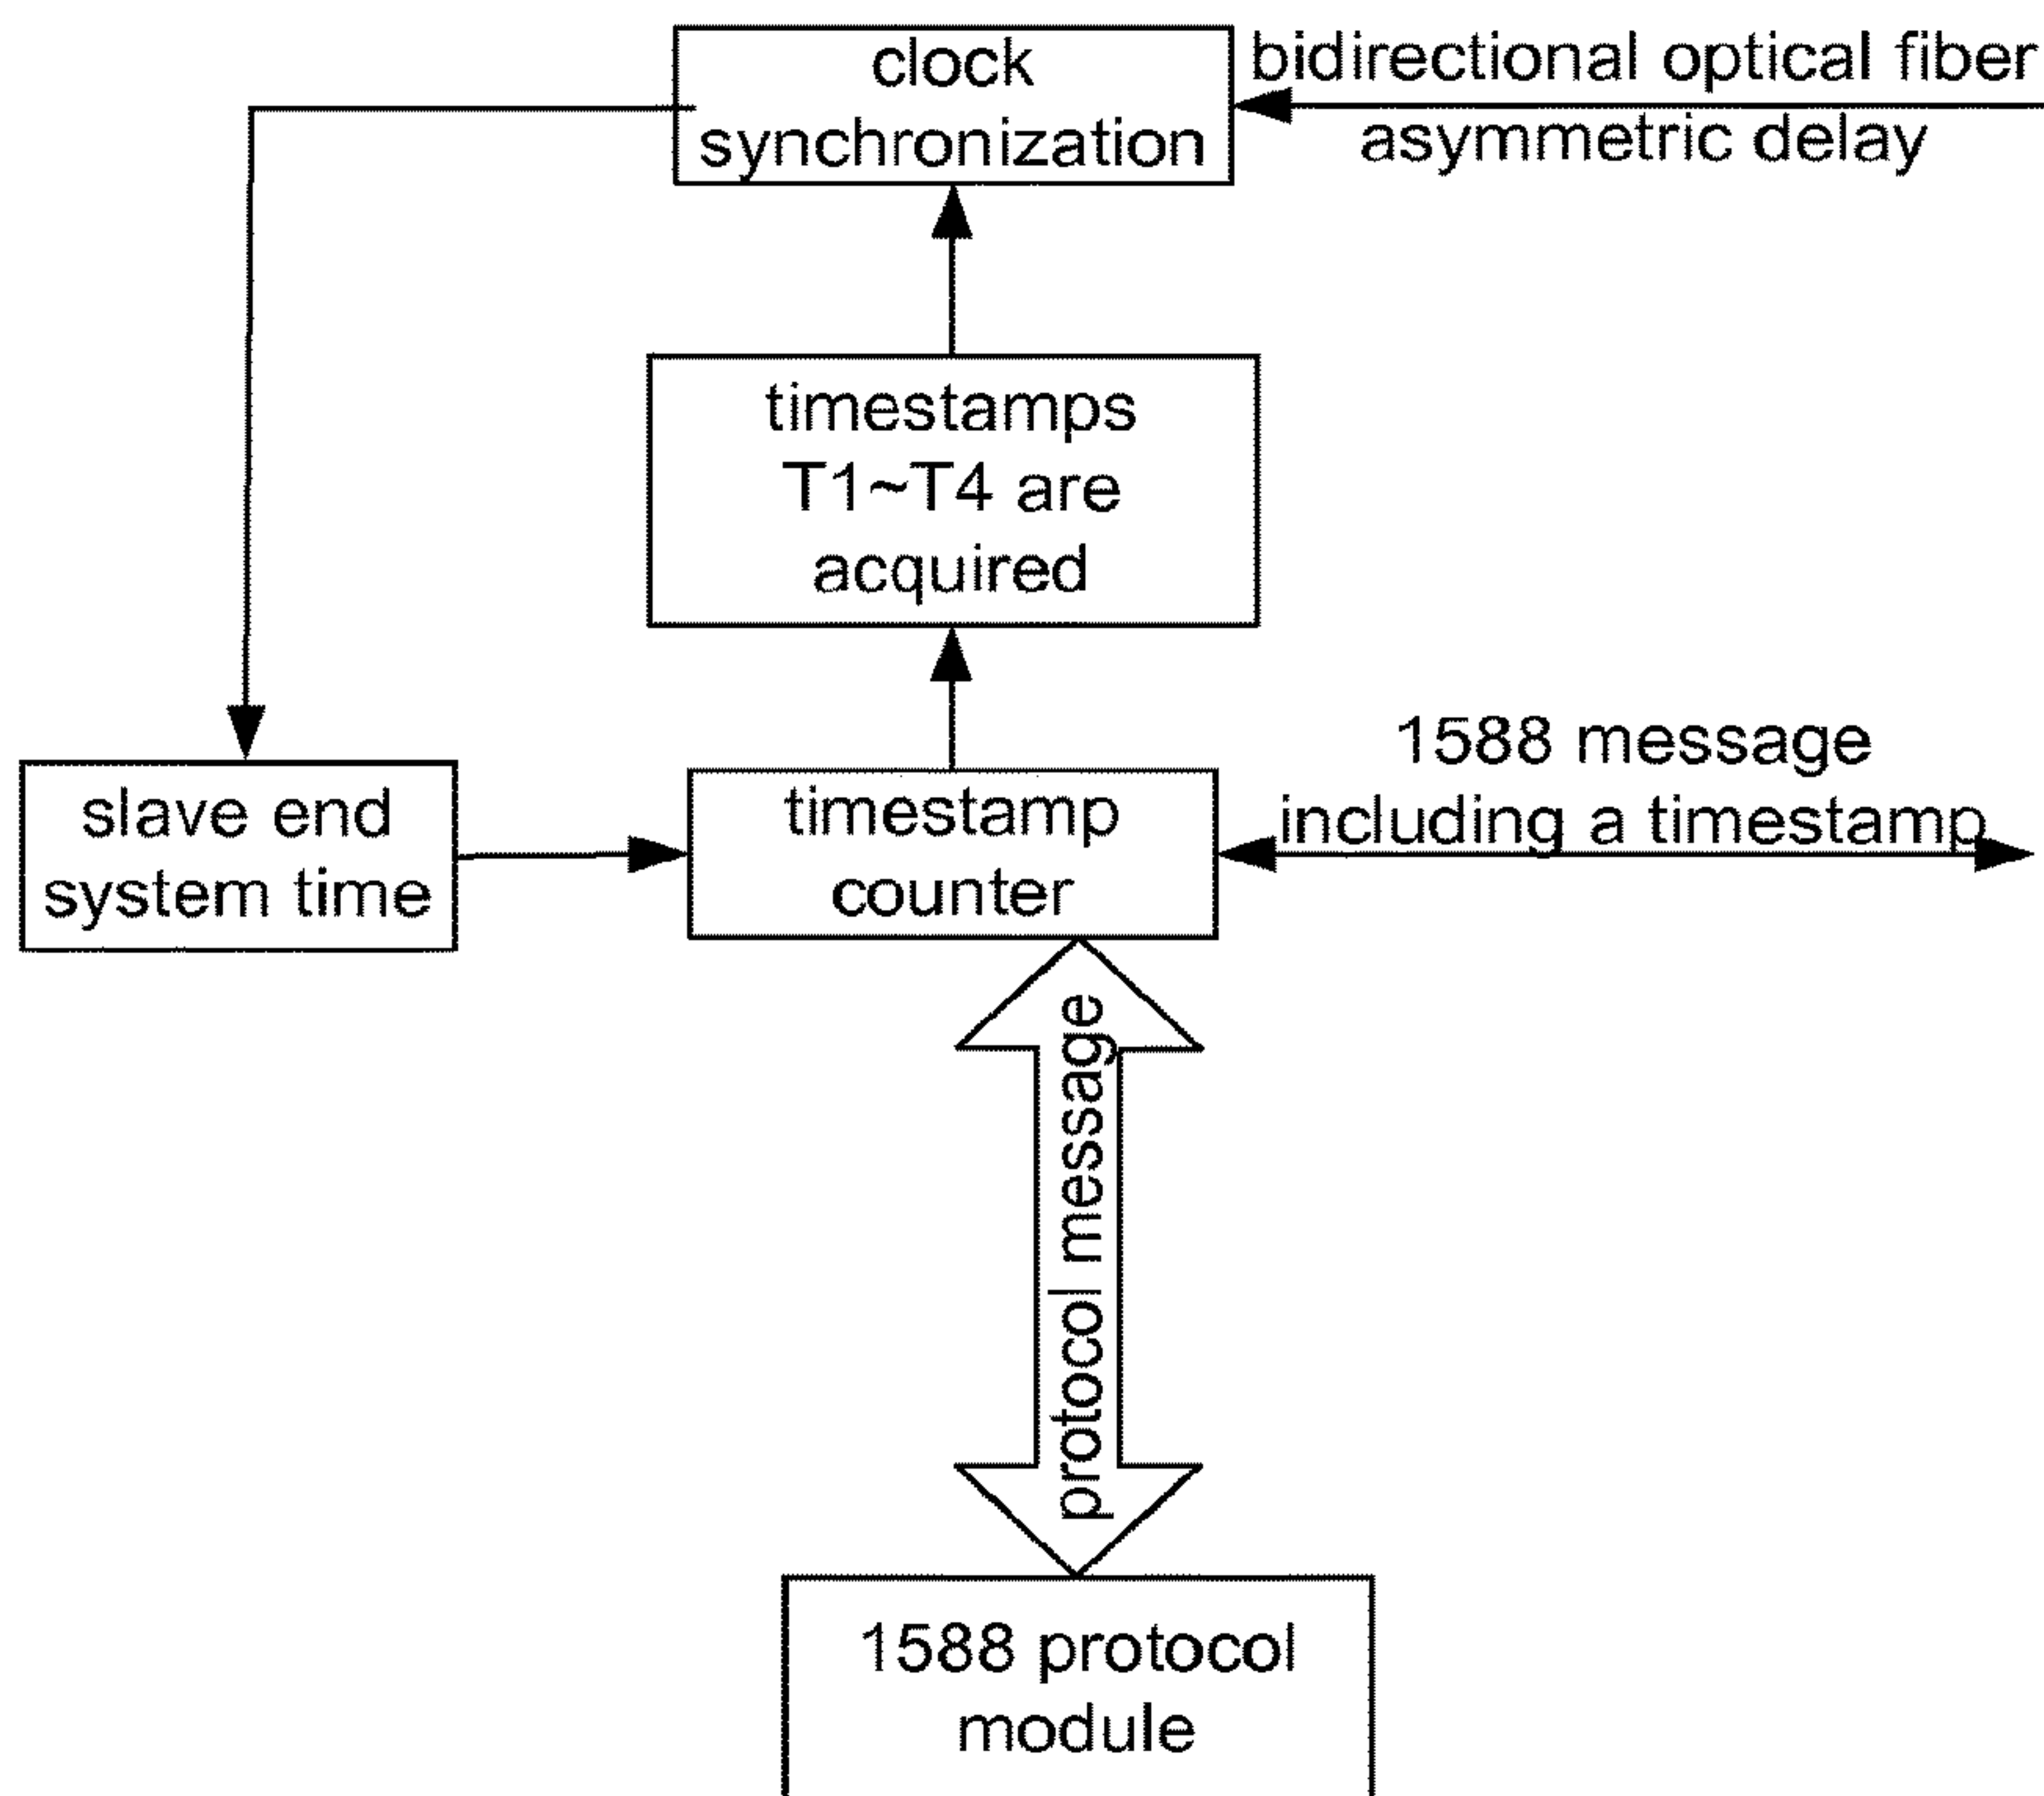 clock
synchronization
bidirectional optical fiber
asymmetric delay
timestamps
T1~T4 are
acquired
1588 message
including a timestamp
slave end
system time
timestamp
counter
protocol message
1588 protocol
module